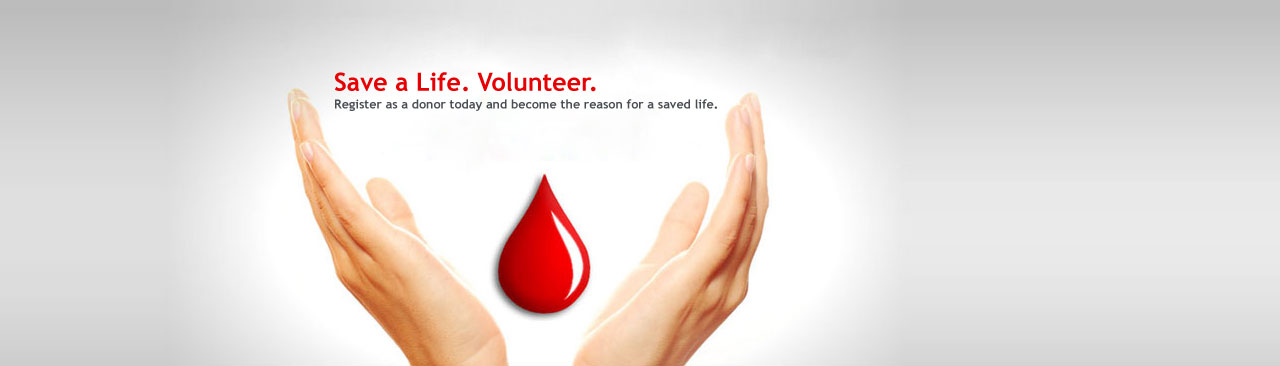 Save a Life. Volunteer.
Register as a donor today and become the reason for a saved life.